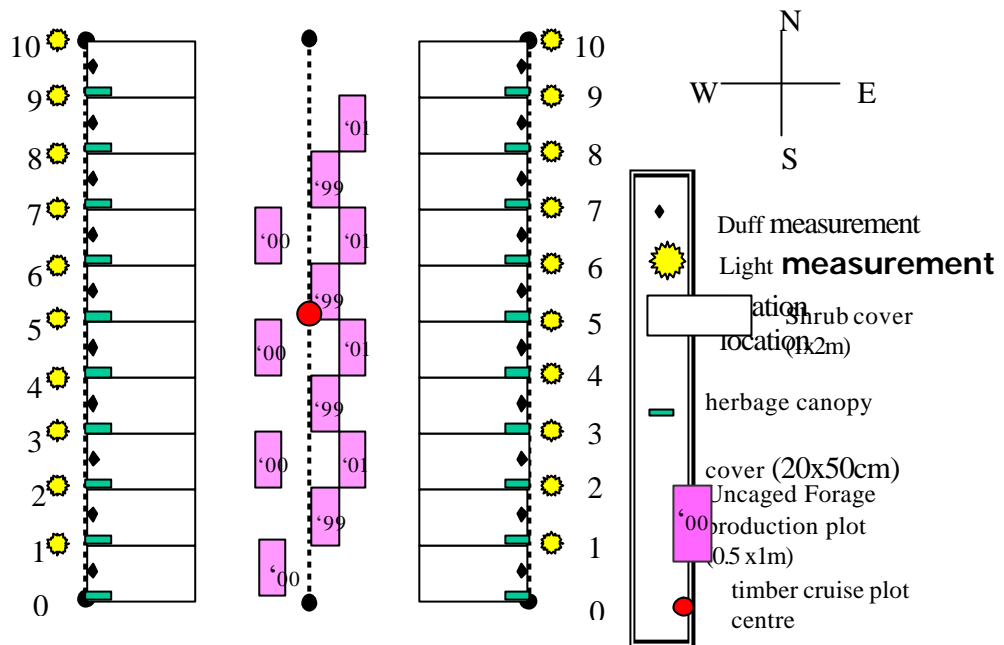 N
W E
S
10 10
9 9
'01
8 8
'99
7 7
'00 '01
6 6
'99
5 5
'00 '01
4 4
'99
3 3
'00 '01
2 2
'99
1 1
'00
0 0
Duff measurement
Light measurement
location
Shrub cover
location (1x2m)
herbage canopy
cover (20x50cm)
'00 Uncaged Forage
production plot
(0.5 x1m)
timber cruise plot
centre